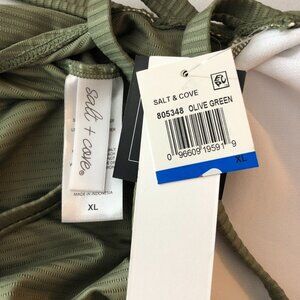 salt + cove®
MADE IN INDONESIA
XL
SALT & COVE
805348 OLIVE GREEN
0 96609 19591 9
XL